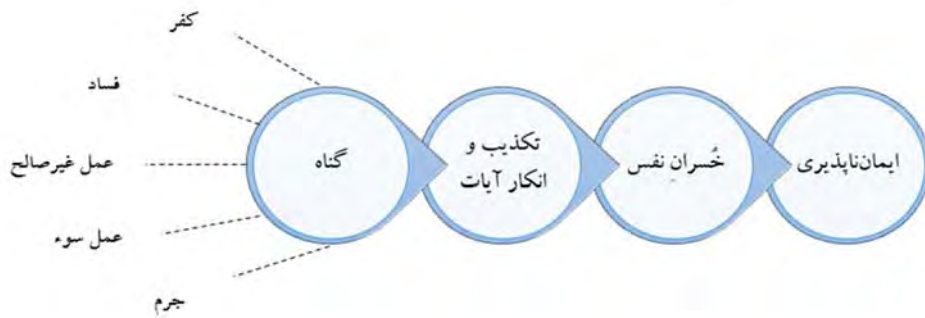 کفر
فساد
عمل غیرصالح
عمل سوء
جرم
گناه
تکذیب و
انکار آیات
خُسرانِ نفس
ایمان‌ناپذیری